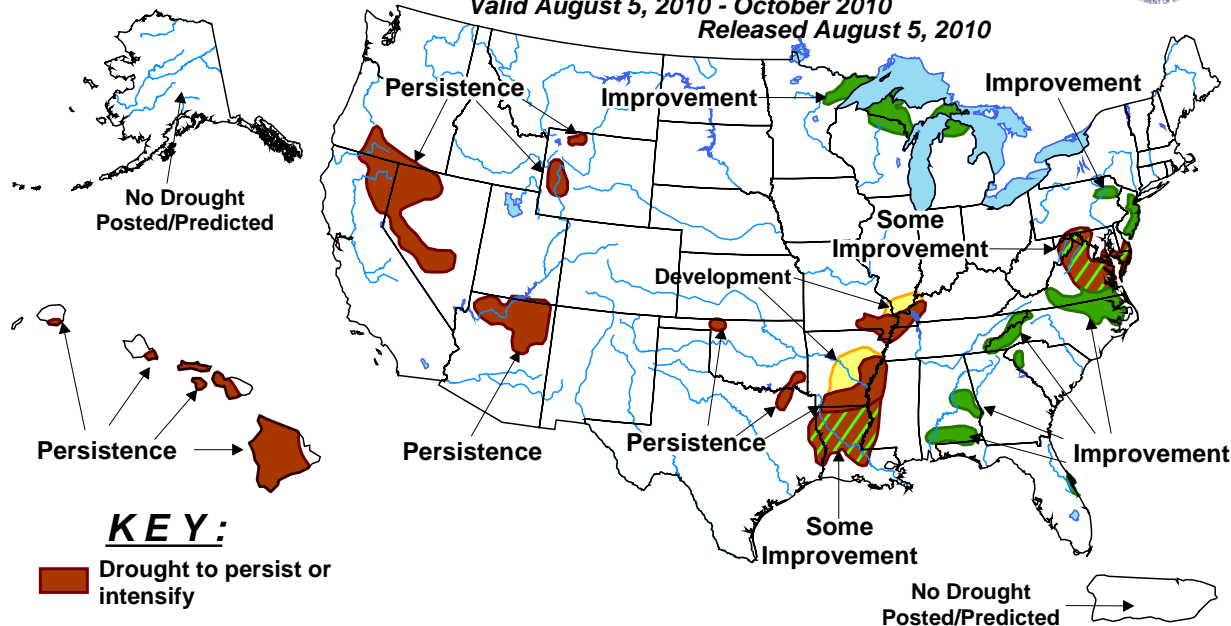 Valid August 5, 2010 - October 2010
Released August 5, 2010
Persistence
Improvement
Improvement
No Drought
Posted/Predicted
Some
Improvement
Development
Persistence
Persistence
Persistence
Improvement
Some
Improvement
KEY:
Drought to persist or
intensify
No Drought
Posted/Predicted